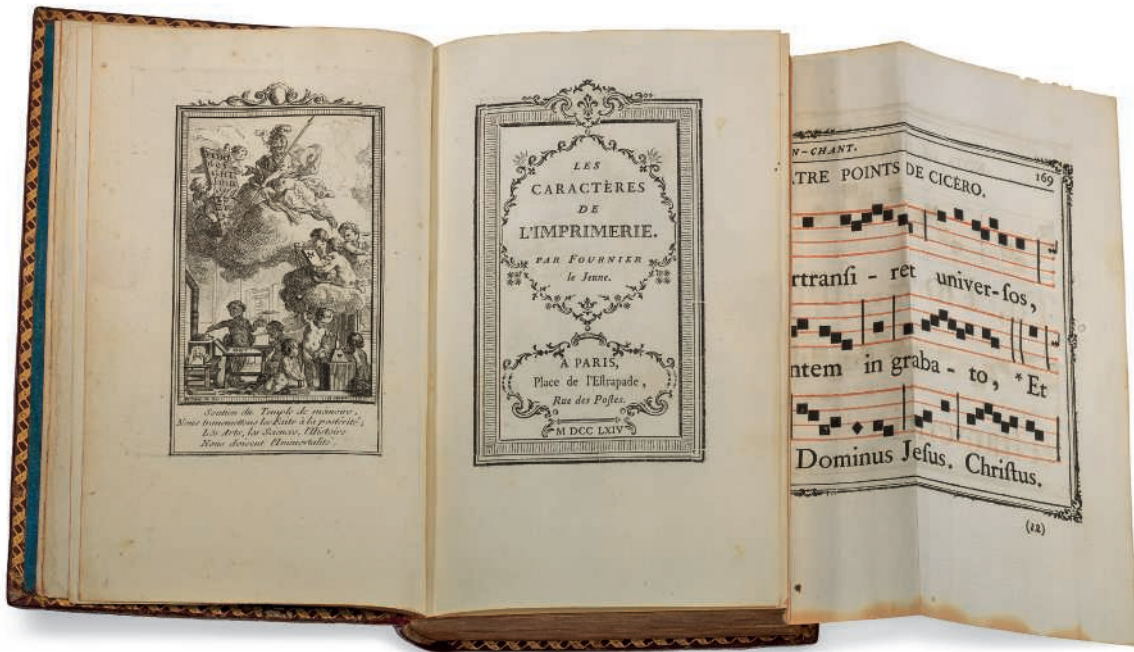 Soutien du Temple de mémoire,
Nous transmettons les Faits à la postérité;
Les Arts, les Sciences, l'Histoire
Nous doivent l'Immortalité.
LES
CARACTÈRES
DE
L'IMPRIMERIE.
PAR FOURNIER
le Jeune.
A PARIS,
Place de l'Eſtrapade,
Rue des Poſtes.
M DCC LXIV
N-CHANT.
169
TRE POINTS DE CICÉRO.
rtranſi - ret univer-ſos,
ntem in graba - to, *Et
Dominus Jeſus. Chriſtus.
(12)